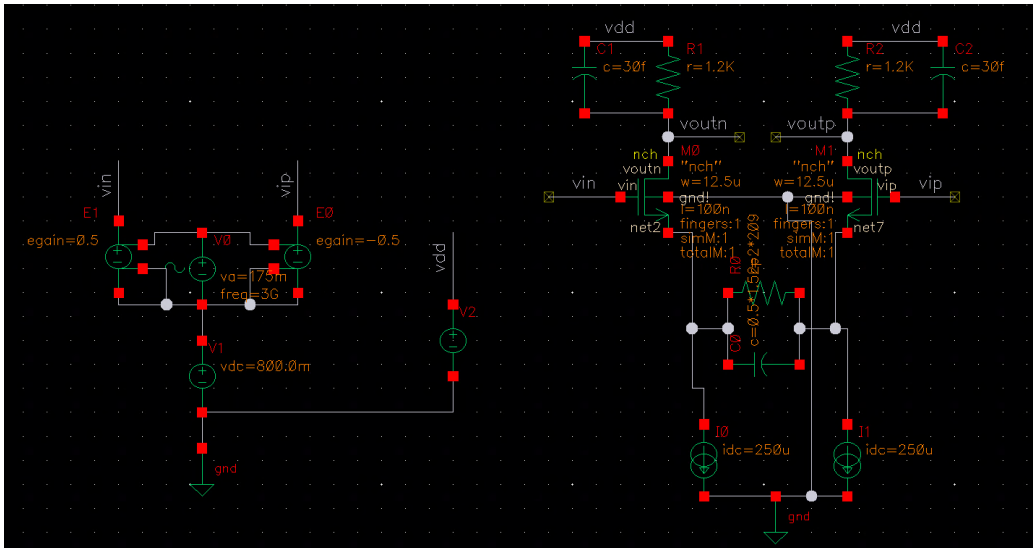 vdd
C1
R1
c=30f
r=1.2K
vdd
R2
C2
r=1.2K
c=30f
voutn
voutp
nch
M0
voutn
"nch"
w=12.5u
vin
vin
gnd!
l=100n
fingers:1
simM:1
totalM:1
net2
M1
nch
"nch"
voutp
w=12.5u
vip
vip
gnd!
l=100n
fingers:1
simM:1
totalM:1
net7
vin
vip
E1
E0
egain=0.5
egain=-0.5
V0
va=175m
freq=3G
vdd
V2
V1
vdc=800.0m
gnd
R0
C0
I0
idc=250u
I1
idc=250u
gnd